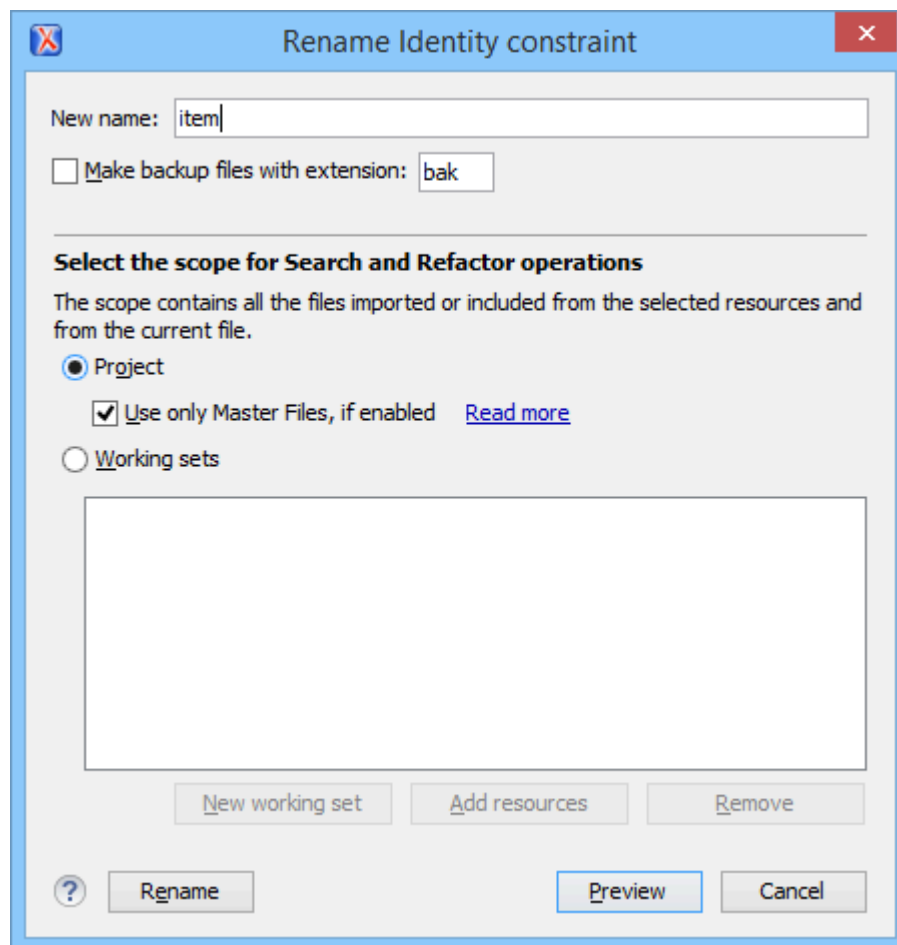 Rename Identity constraint
New name: item
Make backup files with extension: bak
Select the scope for Search and Refactor operations
The scope contains all the files imported or included from the selected resources and
from the current file.
Project
Use only Master Files, if enabled Read more
Working sets
New working set Add resources Remove
? Rename Preview Cancel